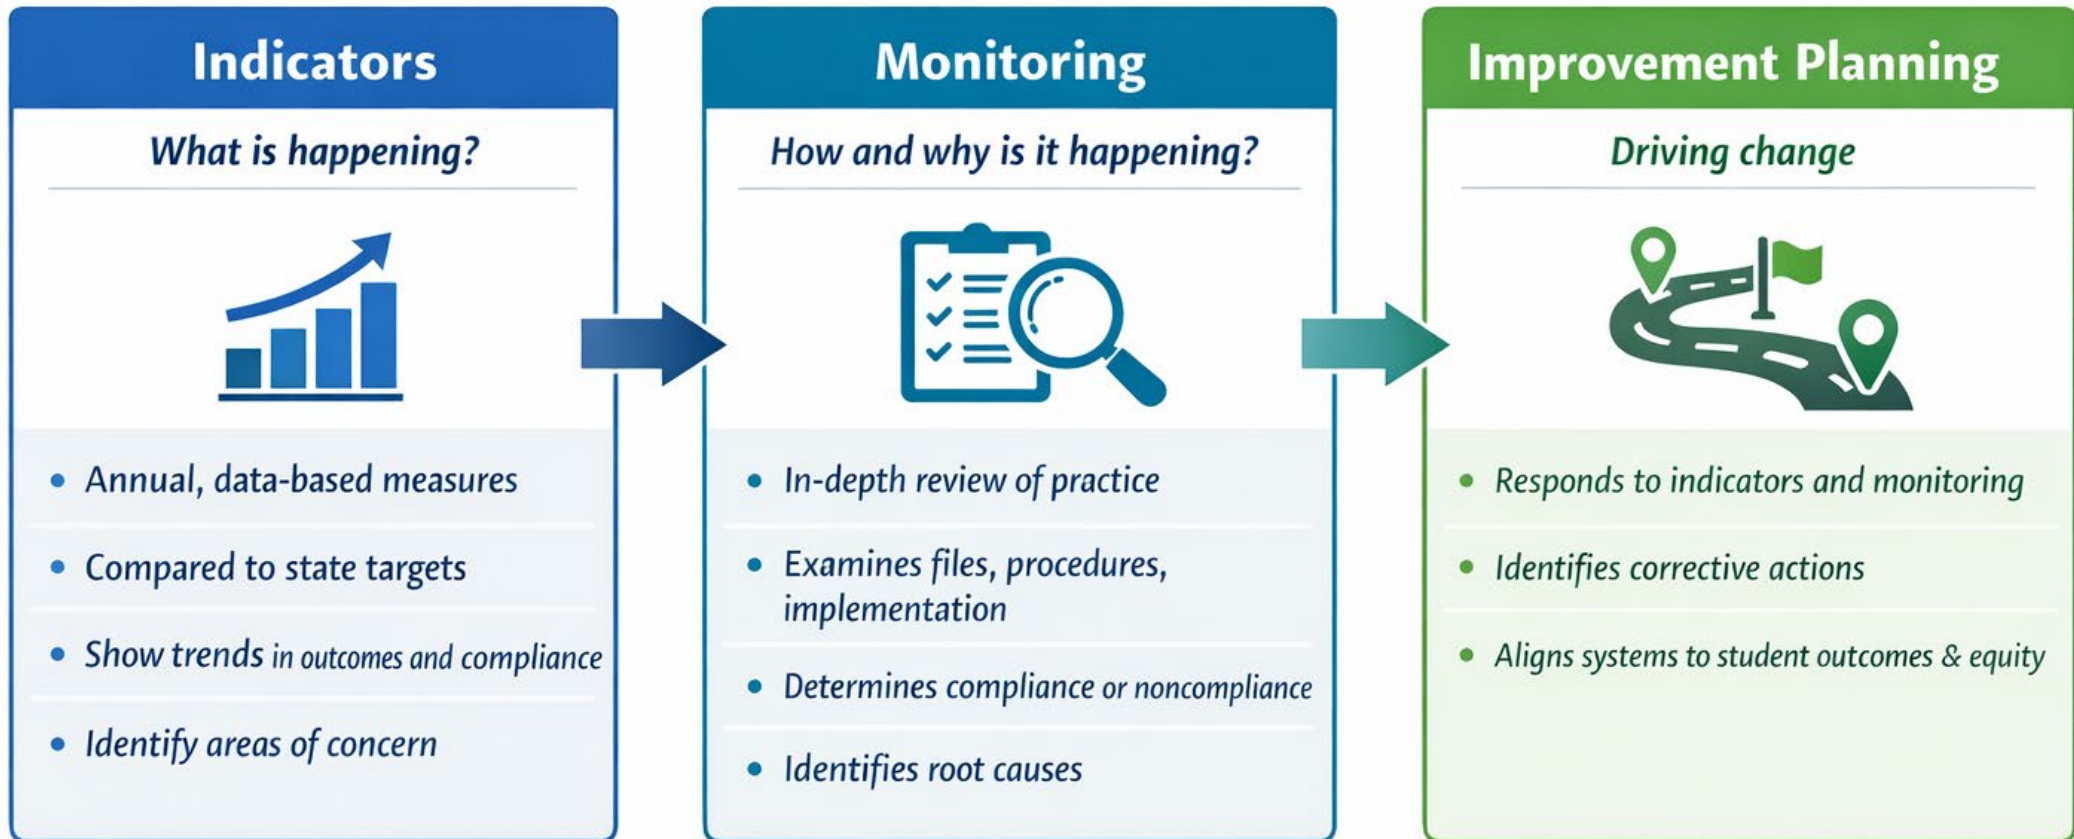 Indicators
What is happening?
• Annual, data-based measures
• Compared to state targets
• Show trends in outcomes and compliance
• Identify areas of concern
Monitoring
How and why is it happening?
• In-depth review of practice
• Examines files, procedures,
implementation
• Determines compliance or noncompliance
• Identifies root causes
Improvement Planning
Driving change
• Responds to indicators and monitoring
• Identifies corrective actions
• Aligns systems to student outcomes & equity